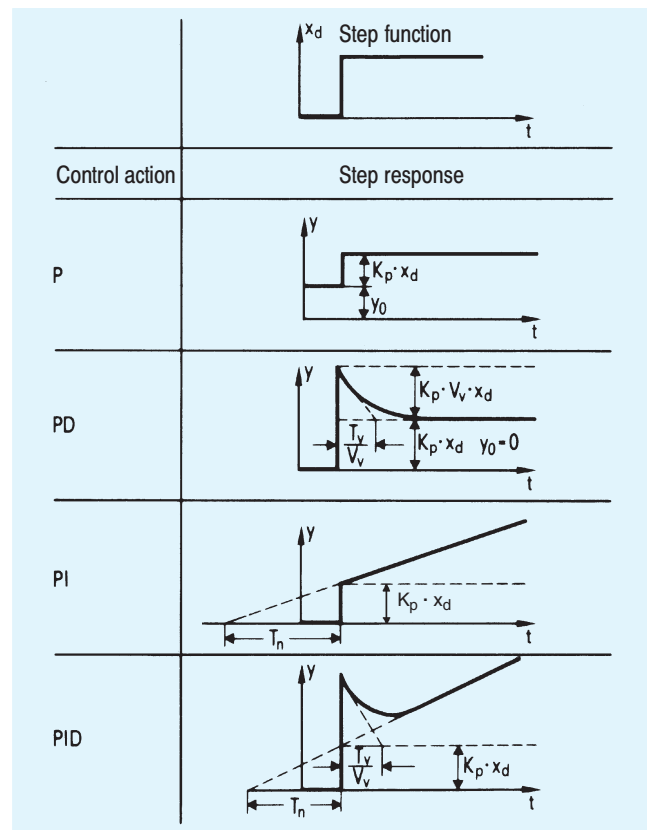 x_d Step function
t
Control action Step response
P
y
K_p · x_d
y_0
t
PD
y
K_p · V_v · x_d
T_v
V_v
K_p · x_d y_0 = 0
t
PI
y
K_p · x_d
T_n
t
PID
y
T_v
V_v
K_p · x_d
T_n
t